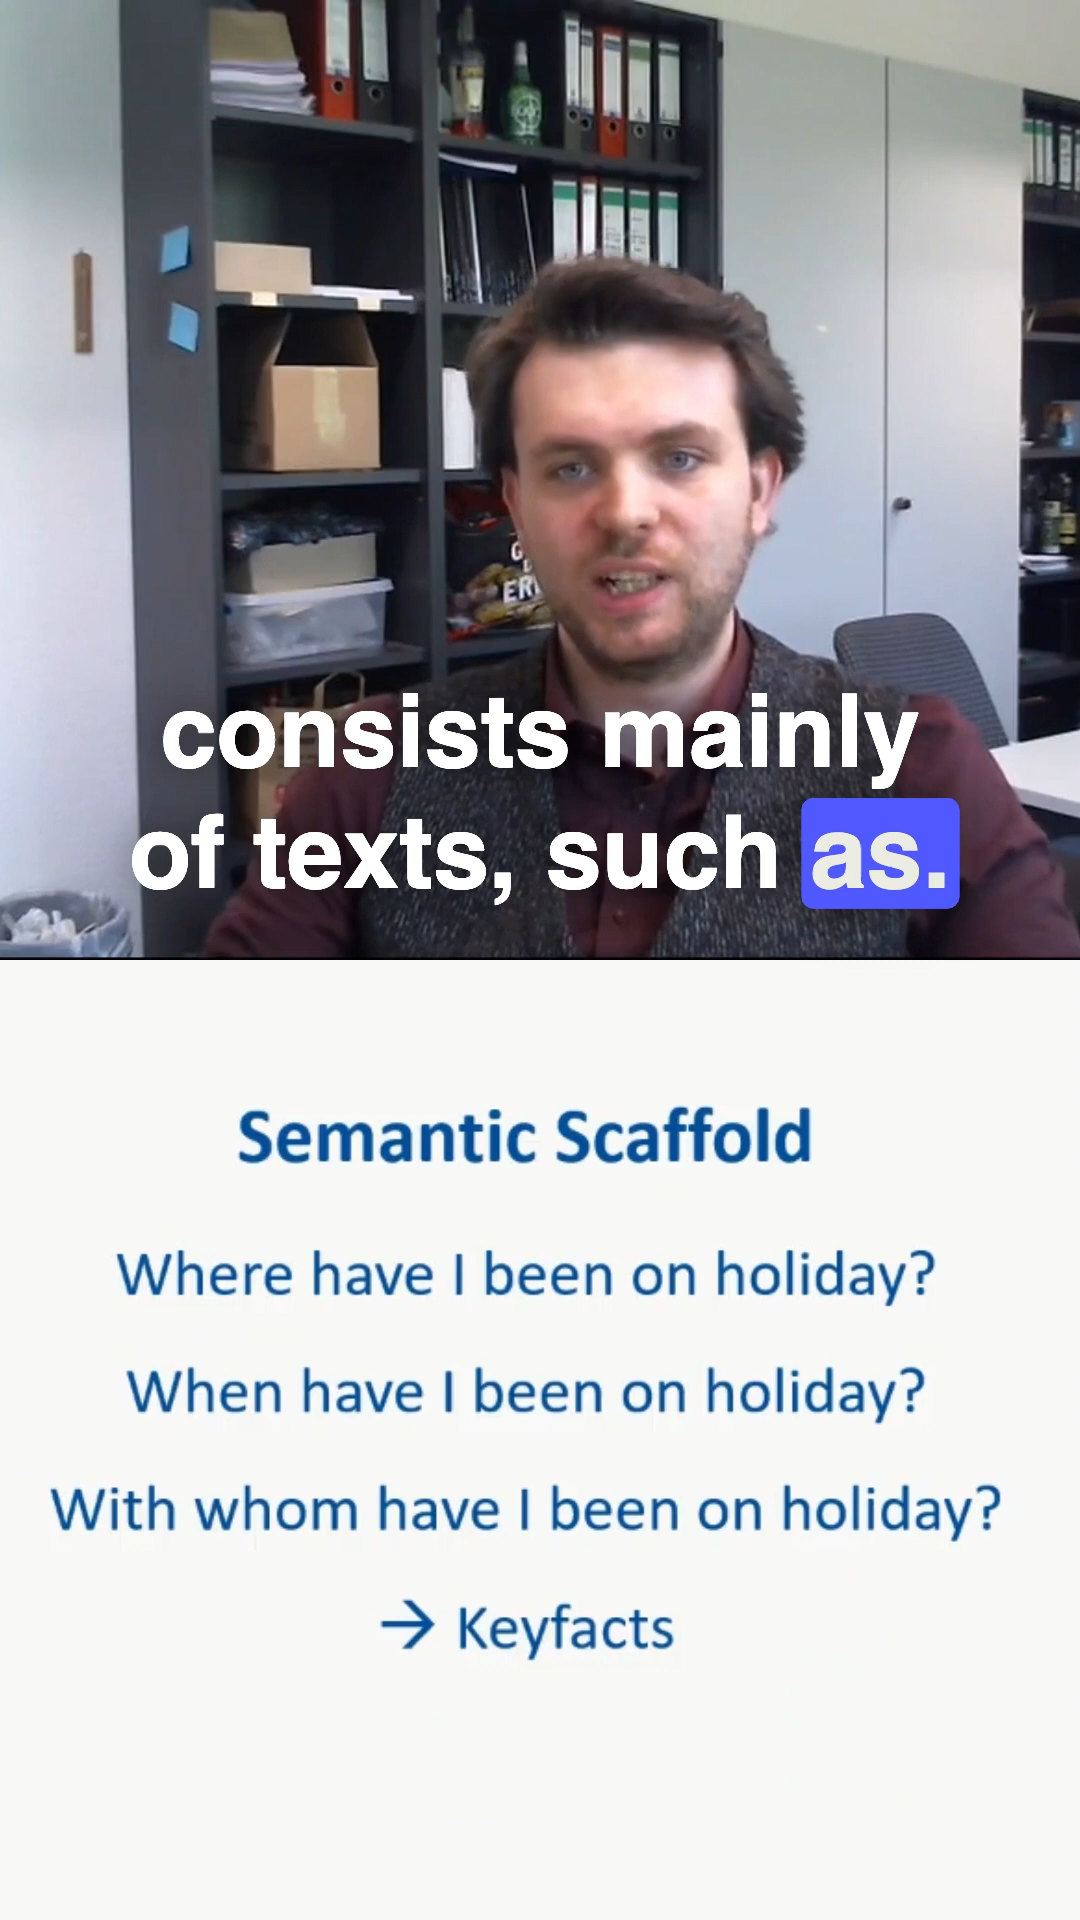 consists mainly
of texts, such as.
Semantic Scaffold
Where have I been on holiday?
When have I been on holiday?
With whom have I been on holiday?
→ Keyfacts